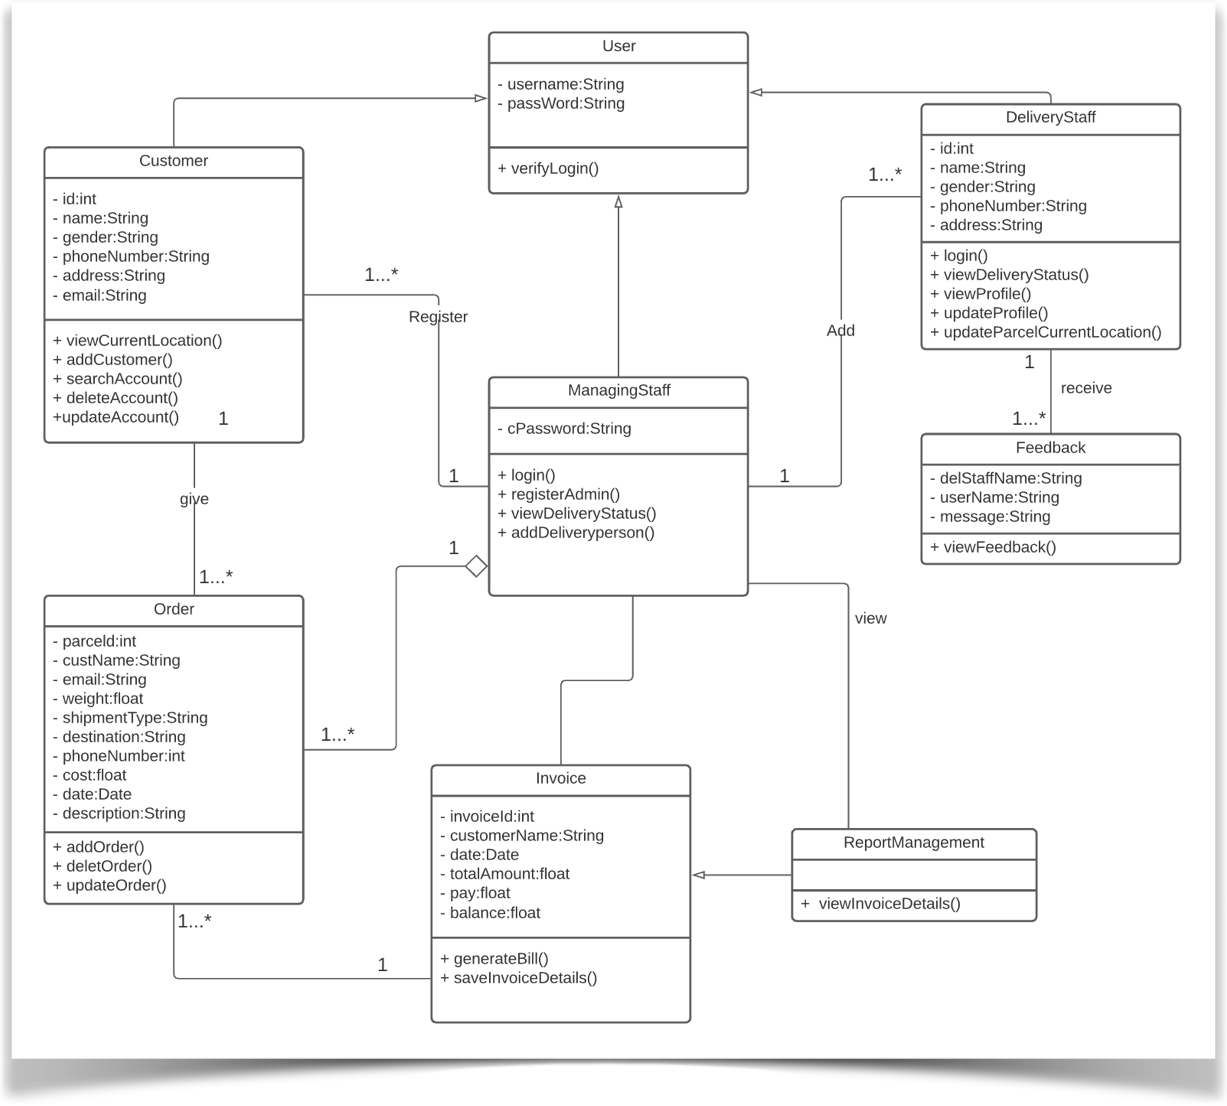 User
- username:String
- passWord:String
+ verifyLogin()
DeliveryStaff
- id:int
- name:String
- gender:String
- phoneNumber:String
- address:String
+ login()
+ viewDeliveryStatus()
+ viewProfile()
+ updateProfile()
+ updateParcelCurrentLocation()
Customer
- id:int
- name:String
- gender:String
- phoneNumber:String
- address:String
- email:String
+ viewCurrentLocation()
+ addCustomer()
+ searchAccount()
+ deleteAccount()
+updateAccount()
1
1...*
Register
1
1...*
Add
1
1
receive
1...*
ManagingStaff
- cPassword:String
+ login()
+ registerAdmin()
+ viewDeliveryStatus()
+ addDeliveryperson()
Feedback
- delStaffName:String
- userName:String
- message:String
+ viewFeedback()
give
1...*
1
1...*
view
Order
- parceld:int
- custName:String
- email:String
- weight:float
- shipmentType:String
- destination:String
- phoneNumber:int
- cost:float
- date:Date
- description:String
+ addOrder()
+ deletOrder()
+ updateOrder()
1...*
1
Invoice
- invoiceId:int
- customerName:String
- date:Date
- totalAmount:float
- pay:float
- balance:float
+ generateBill()
+ saveInvoiceDetails()
ReportManagement
+ viewInvoiceDetails()